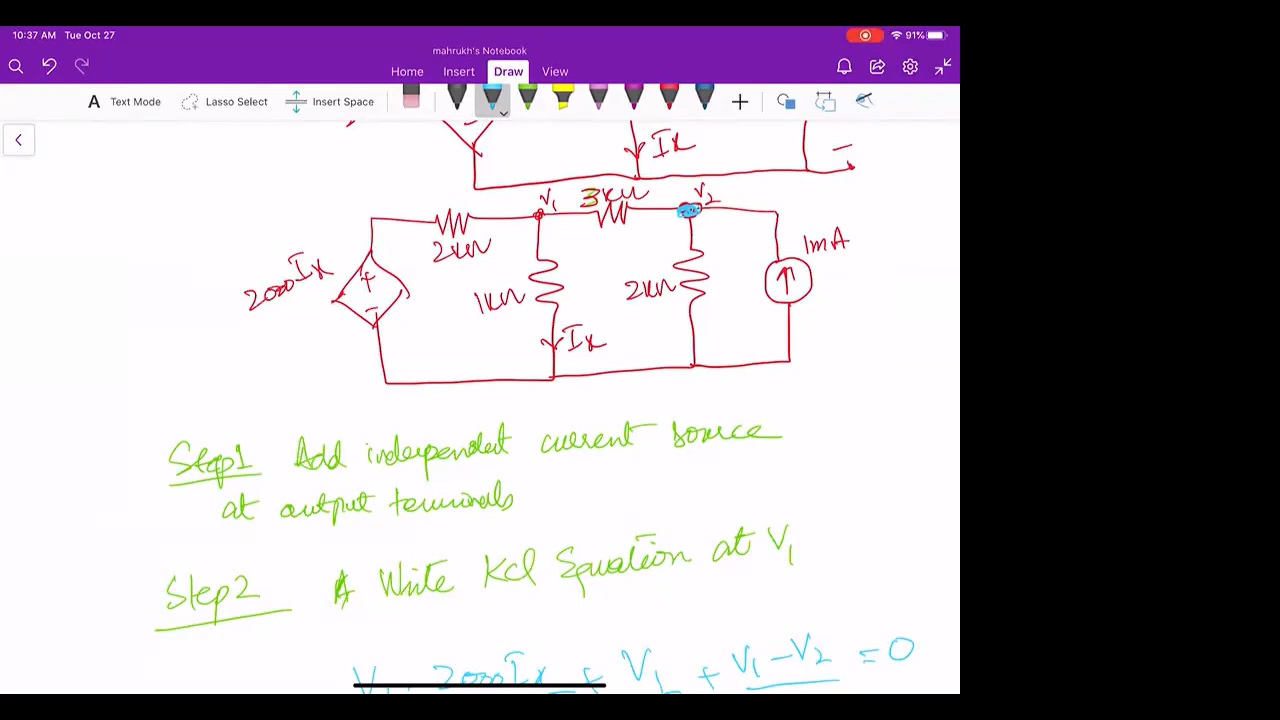 10:37 AM Tue Oct 27
91%
mahrukh's Notebook
Home Insert Draw View
A Text Mode Lasso Select Insert Space
Ix
−
V1 3kΩ V2
2kΩ
1mA
2000Ix
+
−
1kΩ
2kΩ
Ix
Step1 Add independent current source
at output terminals
Step2 Write KCl Equation at V1
V1 - 2000Ix + V1 + V1 - V2 = 0